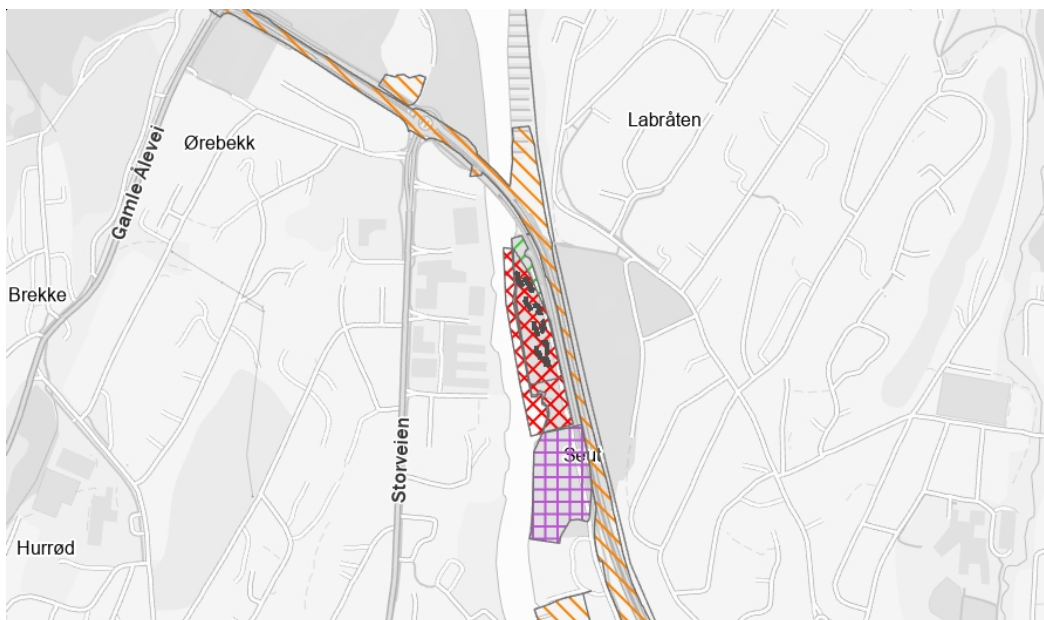 Labråten
Ørebekk
Gamle Ålevei
Brekke
Storveien
Seut
Hurrød